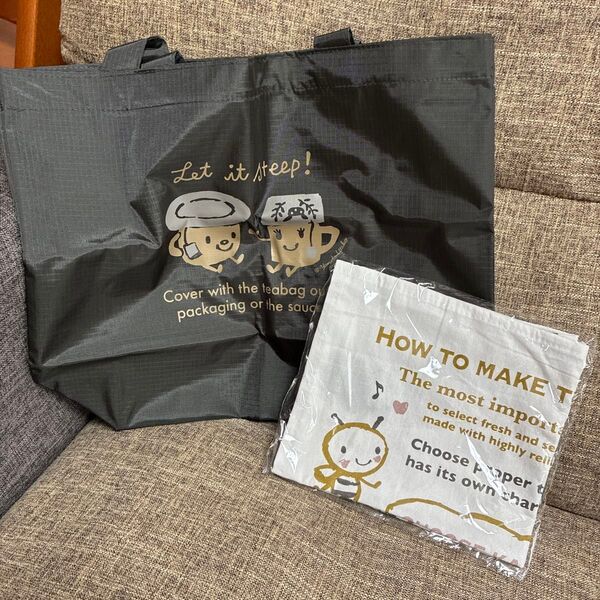 Let it steep!
Cover with the teabag ou
packaging or the sauc
HOW TO MAKE T
The most import
to select fresh and se
made with highly reli
Choose proper t
has its own char